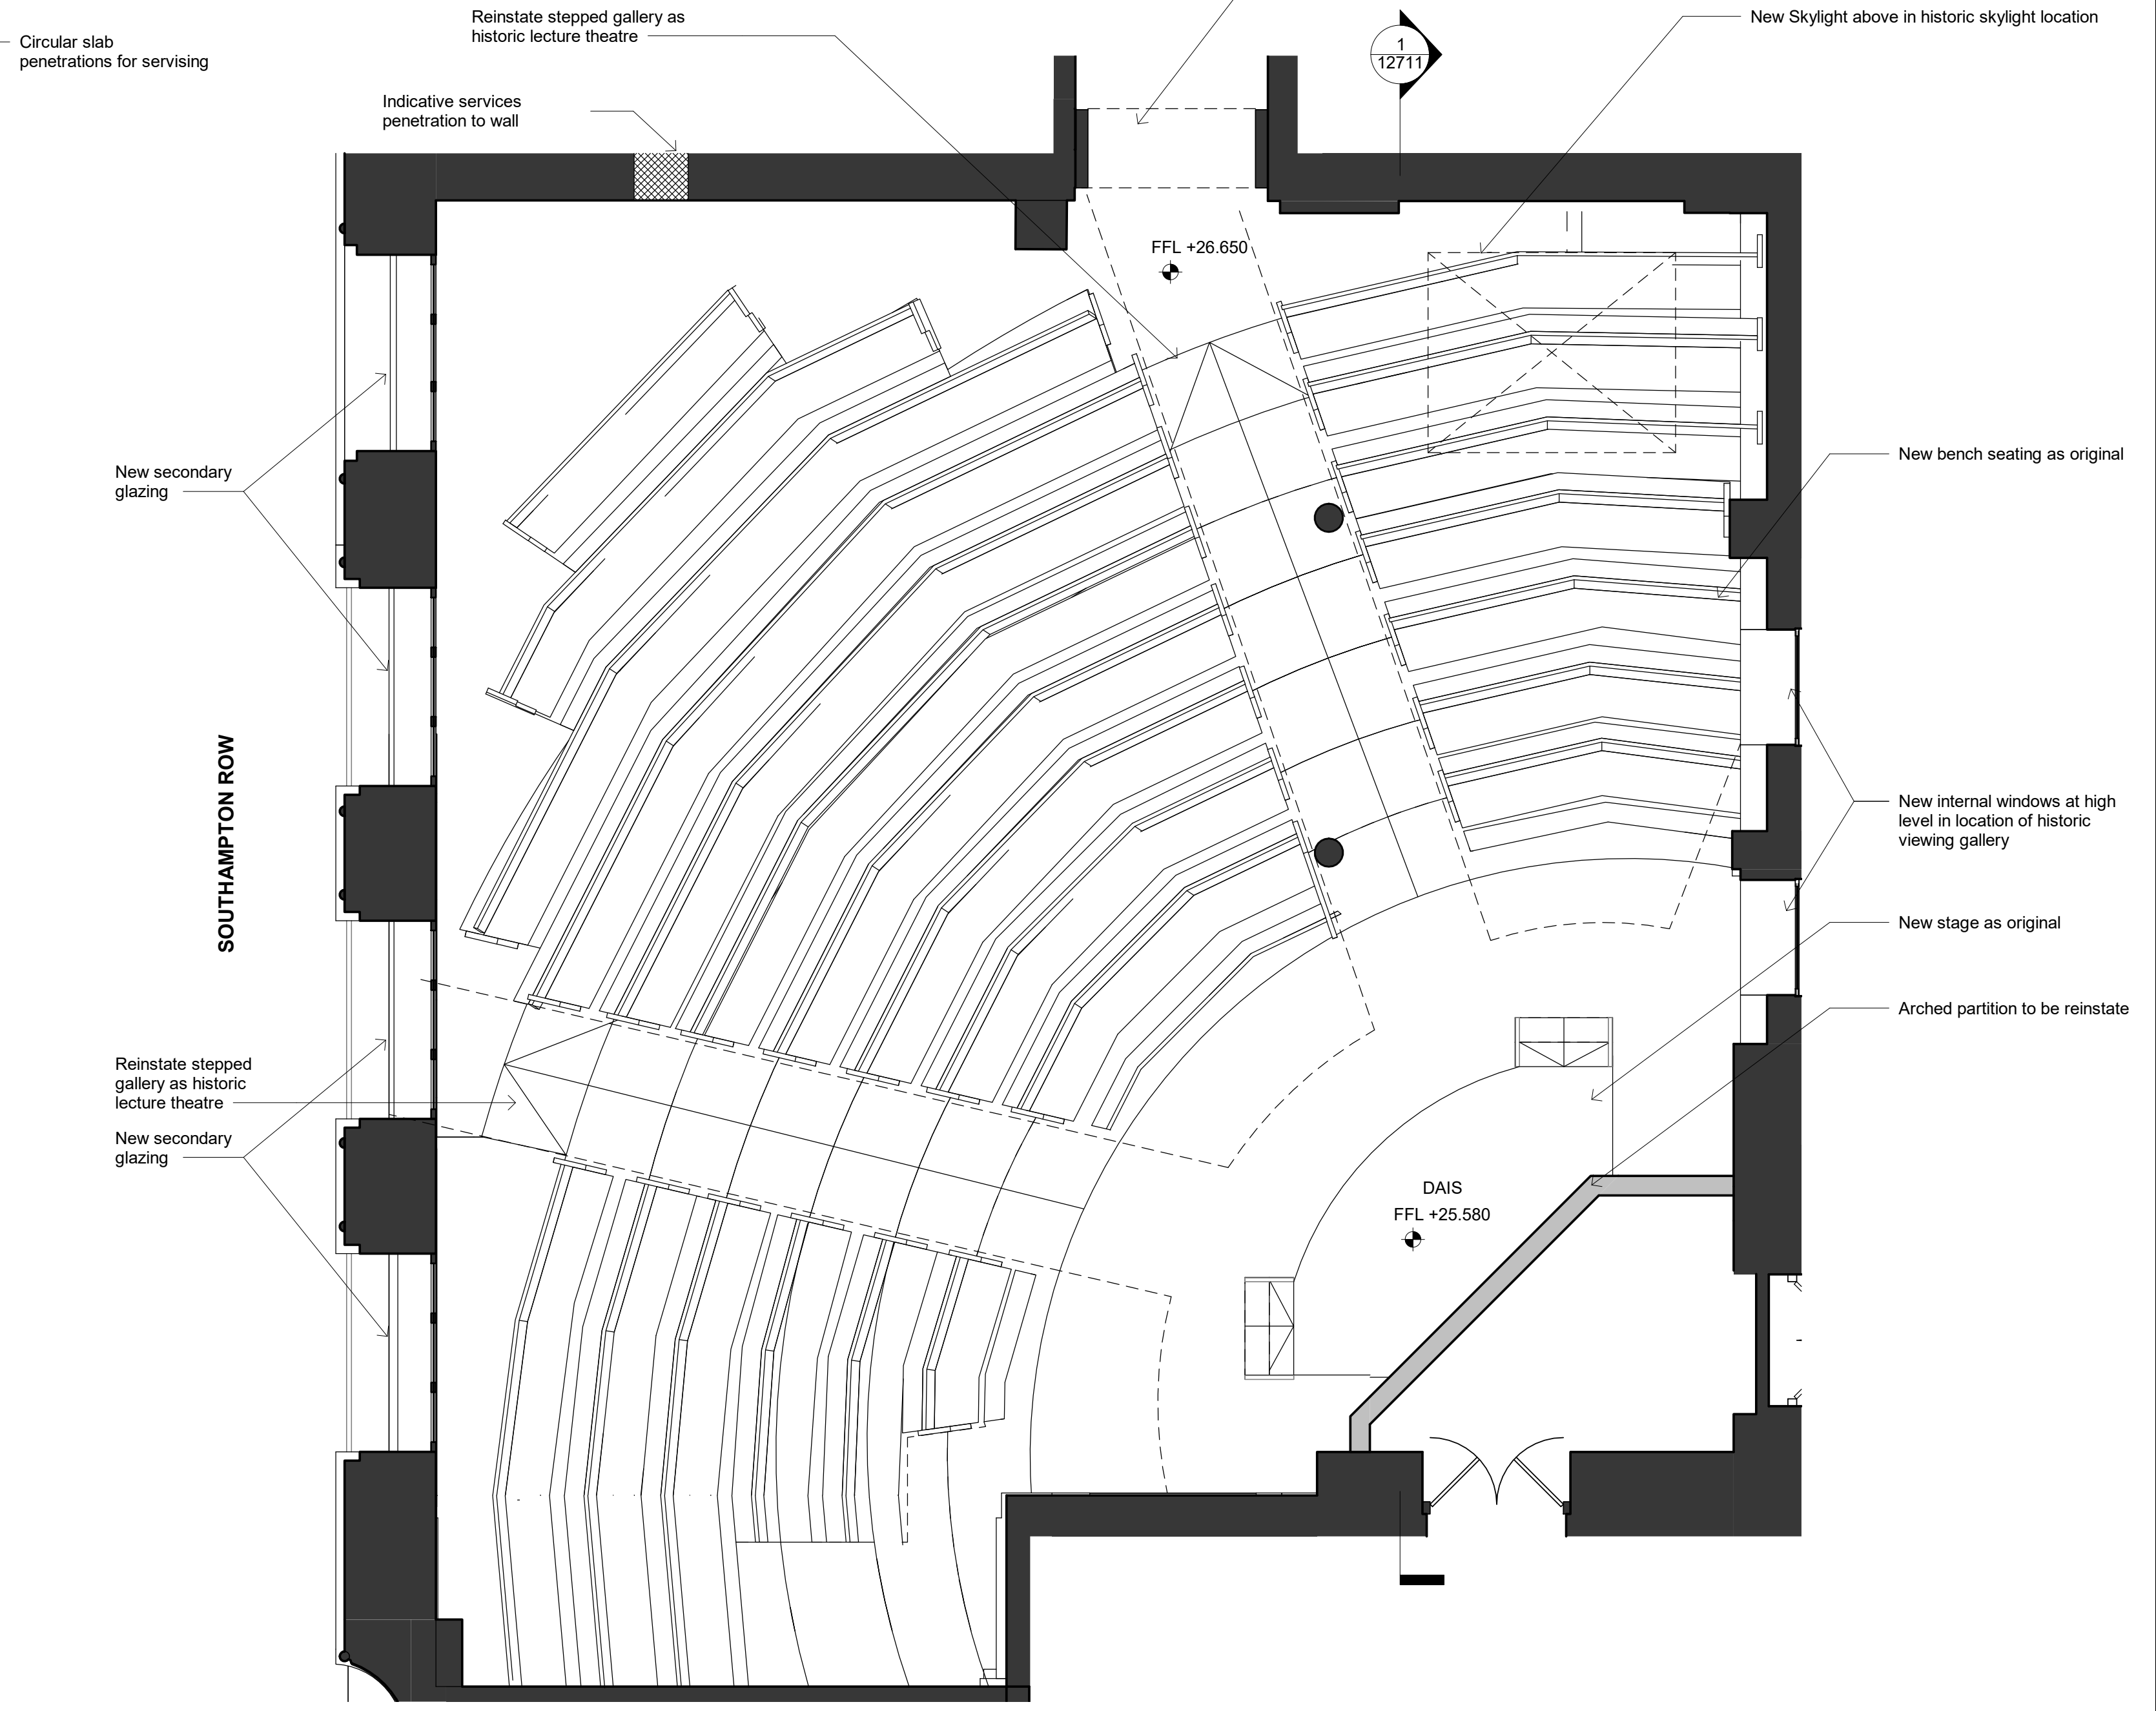 Reinstate stepped gallery as
historic lecture theatre
New Skylight above in historic skylight location
Circular slab
penetrations for servising
1
12711
Indicative services
penetration to wall
FFL +26.650
New secondary
glazing
New bench seating as original
SOUTHAMPTON ROW
New internal windows at high
level in location of historic
viewing gallery
New stage as original
Arched partition to be reinstate
Reinstate stepped
gallery as historic
lecture theatre
New secondary
glazing
DAIS
FFL +25.580